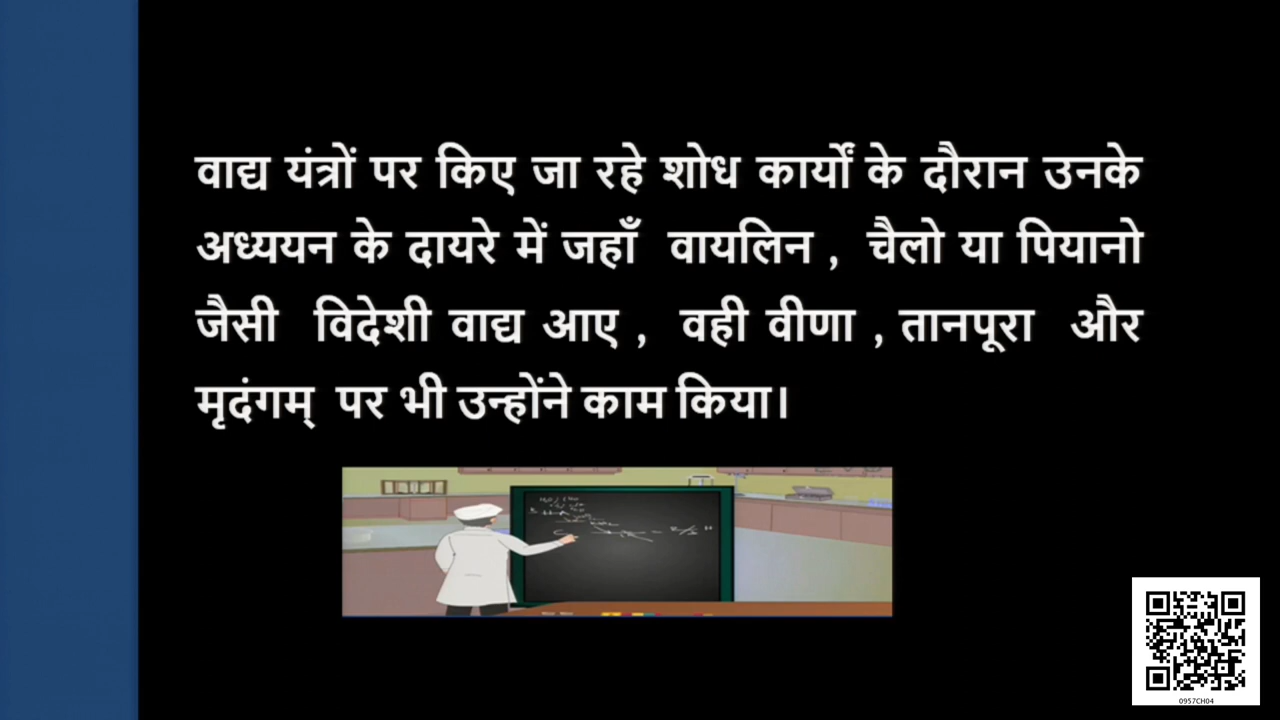 वाद्य यंत्रों पर किए जा रहे शोध कार्यों के दौरान उनके
अध्ययन के दायरे में जहाँ वायलिन , चैलो या पियानो
जैसी विदेशी वाद्य आए , वही वीणा , तानपूरा और
मृदंगम् पर भी उन्होंने काम किया।
0957CH04